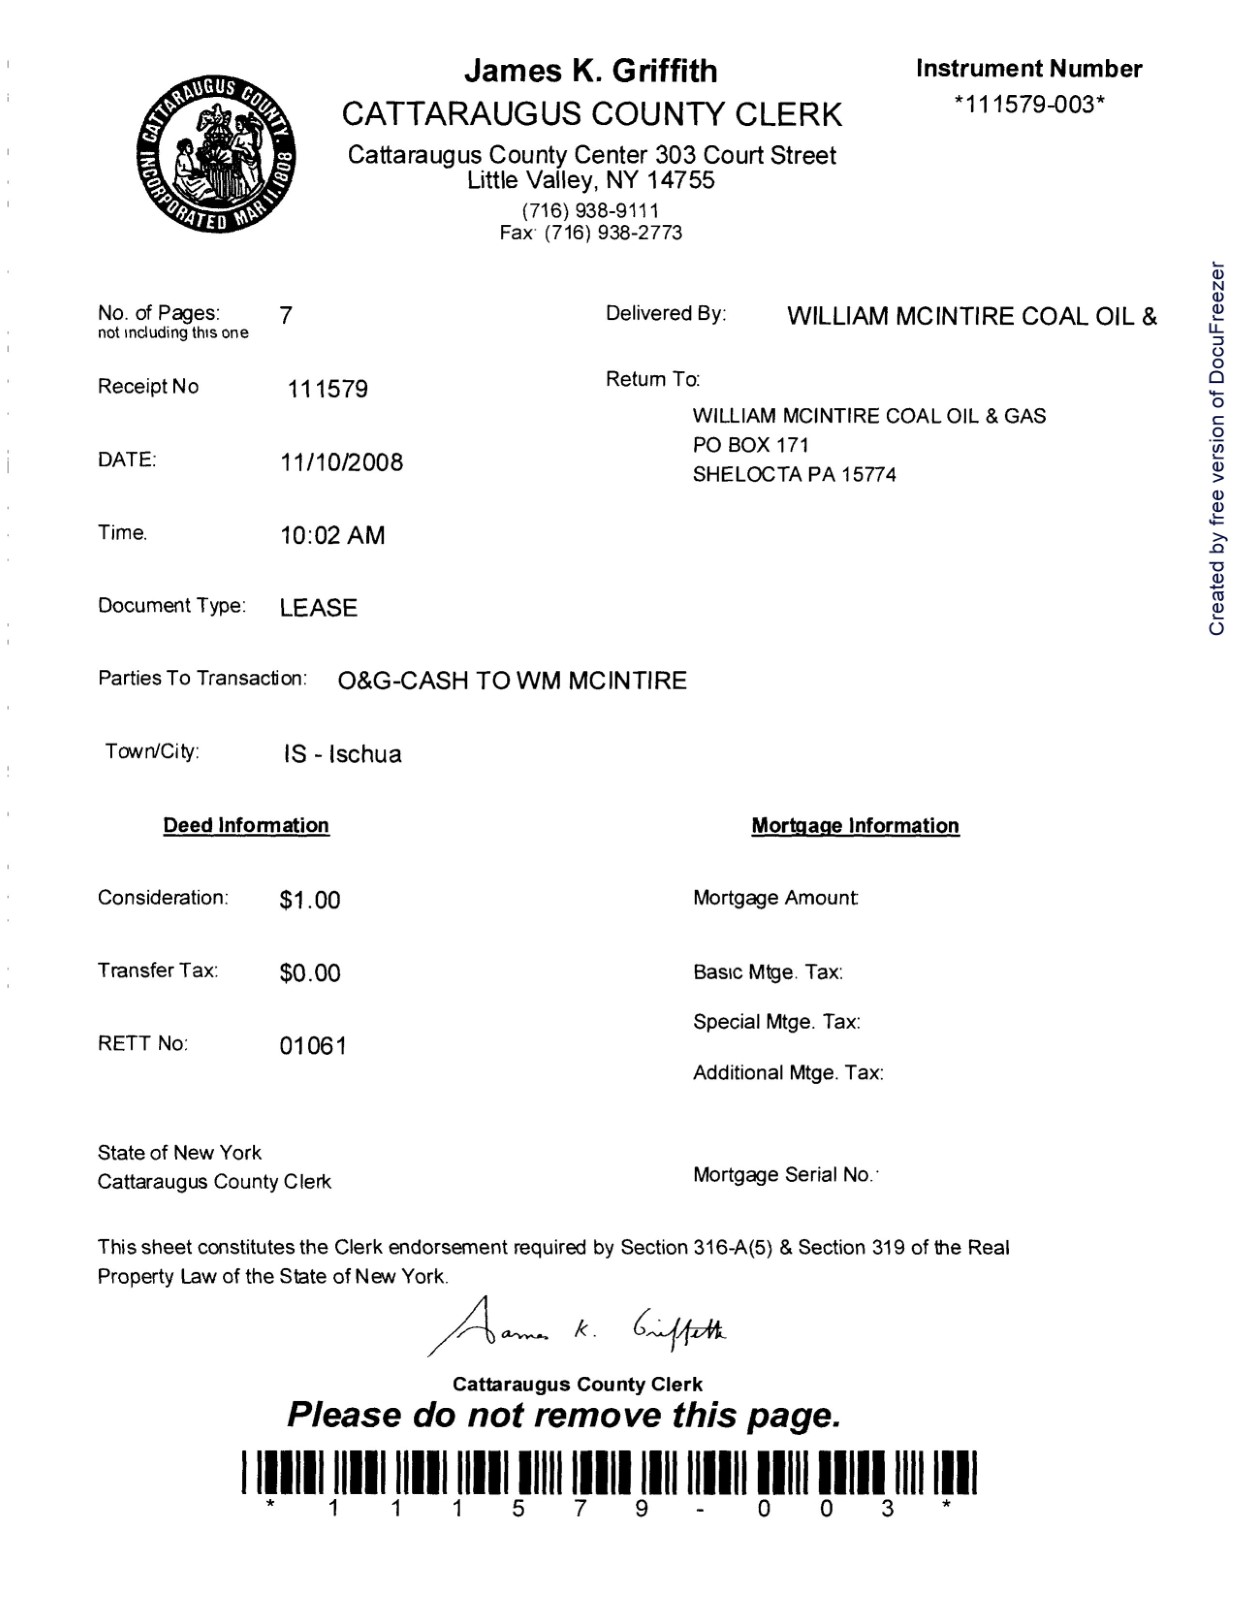 James K. Griffith
Instrument Number
CATTARAUGUS COUNTY CLERK
*111579-003*
Cattaraugus County Center 303 Court Street
Little Valley, NY 14755
(716) 938-9111
Fax: (716) 938-2773
CATTARAUGUS COUNTY.
INCORPORATED MAR 11.1808
No. of Pages: 7
not including this one
Delivered By: WILLIAM MCINTIRE COAL OIL &
Receipt No 111579
Return To:
WILLIAM MCINTIRE COAL OIL & GAS
PO BOX 171
SHELOCTA PA 15774
DATE: 11/10/2008
Time. 10:02 AM
Document Type: LEASE
Parties To Transaction: O&G-CASH TO WM MCINTIRE
Town/City: IS - Ischua
Deed Information
Mortgage Information
Consideration: $1.00
Mortgage Amount
Transfer Tax: $0.00
Basic Mtge. Tax:
Special Mtge. Tax:
RETT No: 01061
Additional Mtge. Tax:
State of New York
Cattaraugus County Clerk
Mortgage Serial No.:
This sheet constitutes the Clerk endorsement required by Section 316-A(5) & Section 319 of the Real
Property Law of the State of New York.
James K. Griffith
Cattaraugus County Clerk
Please do not remove this page.
* 1 1 1 5 7 9 - 0 0 3 *
Created by free version of DocuFreezer